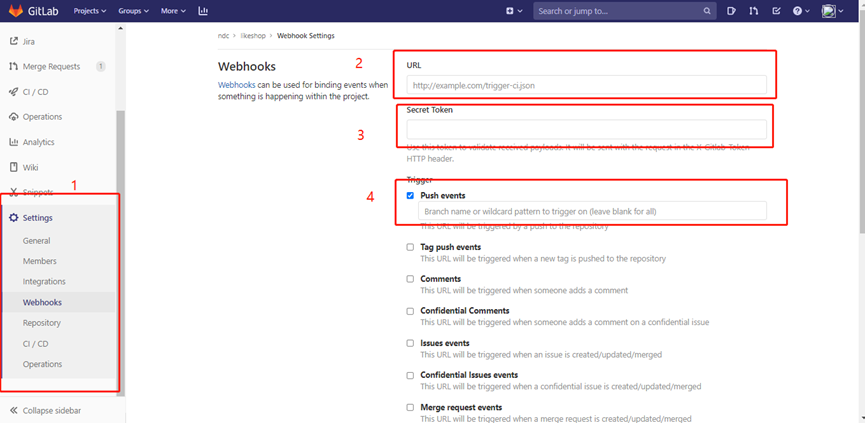 GitLab Projects Groups More Search or jump to...
Jira
Merge Requests 1
CI / CD
Operations
Analytics
Wiki
Snippets
1
Settings
General
Members
Integrations
Webhooks
Repository
CI / CD
Operations
Collapse sidebar
ndc > likeshop > Webhook Settings
Webhooks
Webhooks can be used for binding events when
something is happening within the project.
2
URL
http://example.com/trigger-ci.json
3
Secret Token
Use this token to validate received payloads. It will be sent with the request in the X-Gitlab-Token
HTTP header.
4
Trigger
Push events
Branch name or wildcard pattern to trigger on (leave blank for all)
This URL will be triggered by a push to the repository
Tag push events
This URL will be triggered when a new tag is pushed to the repository
Comments
This URL will be triggered when someone adds a comment
Confidential Comments
This URL will be triggered when someone adds a comment on a confidential issue
Issues events
This URL will be triggered when an issue is created/updated/merged
Confidential Issues events
This URL will be triggered when a confidential issue is created/updated/merged
Merge request events
This URL will be triggered when a merge request is created/updated/merged